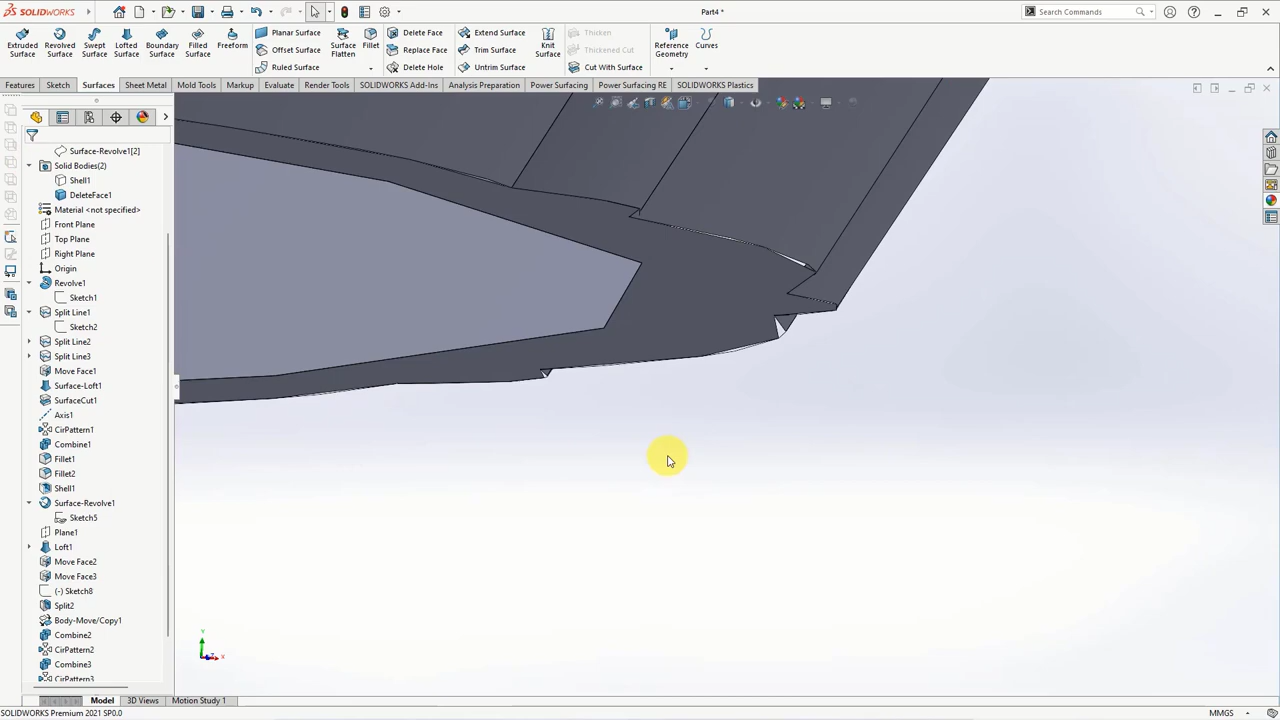 SOLIDWORKS
Part4 *
Search Commands
Extruded Surface
Revolved Surface
Swept Surface
Lofted Surface
Boundary Surface
Filled Surface
Freeform
Planar Surface
Offset Surface
Ruled Surface
Surface Flatten
Fillet
Delete Face
Replace Face
Delete Hole
Extend Surface
Trim Surface
Untrim Surface
Knit Surface
Thicken
Thickened Cut
Cut With Surface
Reference Geometry
Curves
Features
Sketch
Surfaces
Sheet Metal
Mold Tools
Markup
Evaluate
Render Tools
SOLIDWORKS Add-Ins
Analysis Preparation
Power Surfacing
Power Surfacing RE
SOLIDWORKS Plastics
Surface-Revolve1[2]
Solid Bodies(2)
Shell1
DeleteFace1
Material <not specified>
Front Plane
Top Plane
Right Plane
Origin
Revolve1
Sketch1
Split Line1
Sketch2
Split Line2
Split Line3
Move Face1
Surface-Loft1
SurfaceCut1
Axis1
CirPattern1
Combine1
Fillet1
Fillet2
Shell1
Surface-Revolve1
Sketch5
Plane1
Loft1
Move Face2
Move Face3
(-) Sketch8
Split2
Body-Move/Copy1
Combine2
CirPattern2
Combine3
CirPattern3
Y
X
Model
3D Views
Motion Study 1
SOLIDWORKS Premium 2021 SP0.0
MMGS